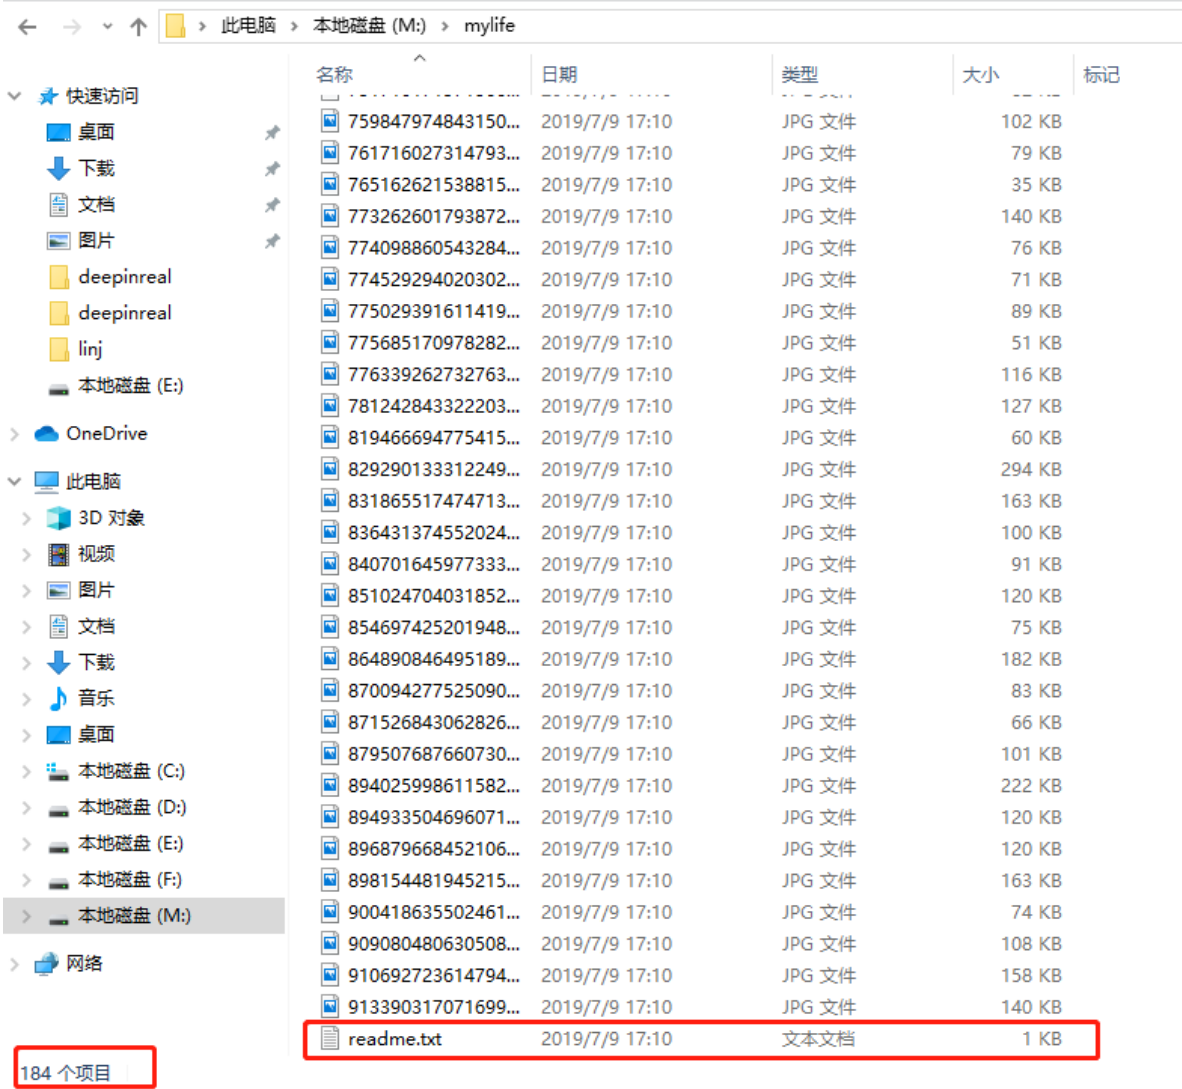 此电脑 本地磁盘 (M:) mylife
名称 日期 类型 大小 标记
快速访问
桌面
下载
文档
图片
deepinreal
deepinreal
linj
本地磁盘 (E:)
OneDrive
此电脑
3D 对象
视频
图片
文档
下载
音乐
桌面
本地磁盘 (C:)
本地磁盘 (D:)
本地磁盘 (E:)
本地磁盘 (F:)
本地磁盘 (M:)
网络
759847974843150... 2019/7/9 17:10 JPG 文件 102 KB
761716027314793... 2019/7/9 17:10 JPG 文件 79 KB
765162621538815... 2019/7/9 17:10 JPG 文件 35 KB
773262601793872... 2019/7/9 17:10 JPG 文件 140 KB
774098860543284... 2019/7/9 17:10 JPG 文件 76 KB
774529294020302... 2019/7/9 17:10 JPG 文件 71 KB
775029391611419... 2019/7/9 17:10 JPG 文件 89 KB
775685170978282... 2019/7/9 17:10 JPG 文件 51 KB
776339262732763... 2019/7/9 17:10 JPG 文件 116 KB
781242843322203... 2019/7/9 17:10 JPG 文件 127 KB
819466694775415... 2019/7/9 17:10 JPG 文件 60 KB
829290133312249... 2019/7/9 17:10 JPG 文件 294 KB
831865517474713... 2019/7/9 17:10 JPG 文件 163 KB
836431374552024... 2019/7/9 17:10 JPG 文件 100 KB
840701645977333... 2019/7/9 17:10 JPG 文件 91 KB
851024704031852... 2019/7/9 17:10 JPG 文件 120 KB
854697425201948... 2019/7/9 17:10 JPG 文件 75 KB
864890846495189... 2019/7/9 17:10 JPG 文件 182 KB
870094277525090... 2019/7/9 17:10 JPG 文件 83 KB
871526843062826... 2019/7/9 17:10 JPG 文件 66 KB
879507687660730... 2019/7/9 17:10 JPG 文件 101 KB
894025998611582... 2019/7/9 17:10 JPG 文件 222 KB
894933504696071... 2019/7/9 17:10 JPG 文件 120 KB
896879668452106... 2019/7/9 17:10 JPG 文件 120 KB
898154481945215... 2019/7/9 17:10 JPG 文件 163 KB
900418635502461... 2019/7/9 17:10 JPG 文件 74 KB
909080480630508... 2019/7/9 17:10 JPG 文件 108 KB
910692723614794... 2019/7/9 17:10 JPG 文件 158 KB
913390317071699... 2019/7/9 17:10 JPG 文件 140 KB
readme.txt 2019/7/9 17:10 文本文档 1 KB
184 个项目